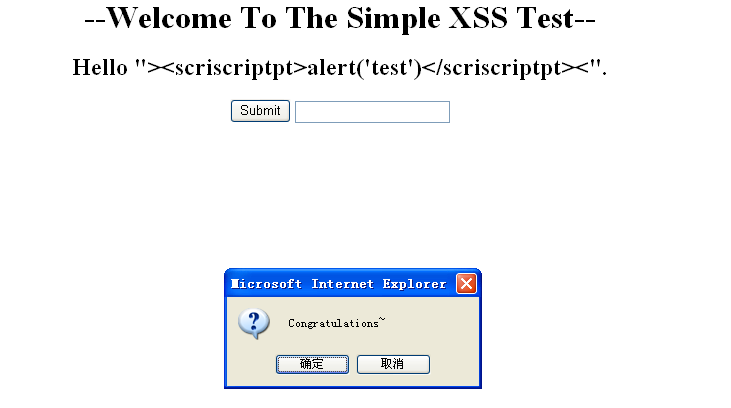 --Welcome To The Simple XSS Test--
Hello "><scriscriptpt>alert('test')</scriscriptpt><".
Submit
Microsoft Internet Explorer
Congratulations~
确定 取消